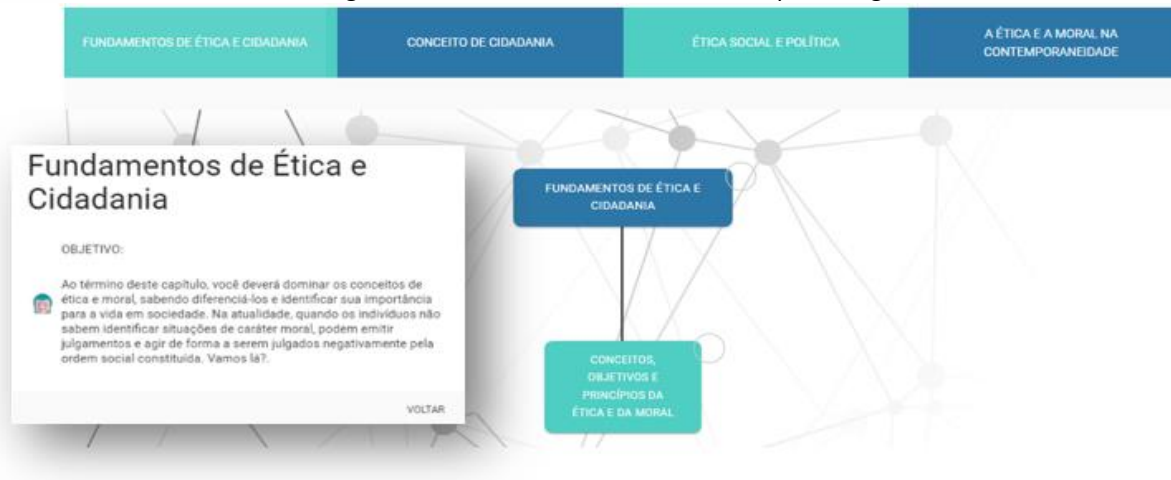 FUNDAMENTOS DE ÉTICA E CIDADANIA
CONCEITO DE CIDADANIA
ÉTICA SOCIAL E POLÍTICA
A ÉTICA E A MORAL NA
CONTEMPORANEIDADE
Fundamentos de Ética e
Cidadania
OBJETIVO:
Ao término deste capítulo, você deverá dominar os conceitos de
ética e moral, sabendo diferenciá-los e identificar sua importância
para a vida em sociedade. Na atualidade, quando os indivíduos não
sabem identificar situações de caráter moral, podem emitir
julgamentos e agir de forma a serem julgados negativamente pela
ordem social constituída. Vamos lá?.
VOLTAR
FUNDAMENTOS DE ÉTICA E
CIDADANIA
CONCEITOS,
OBJETIVOS E
PRINCÍPIOS DA
ÉTICA E DA MORAL